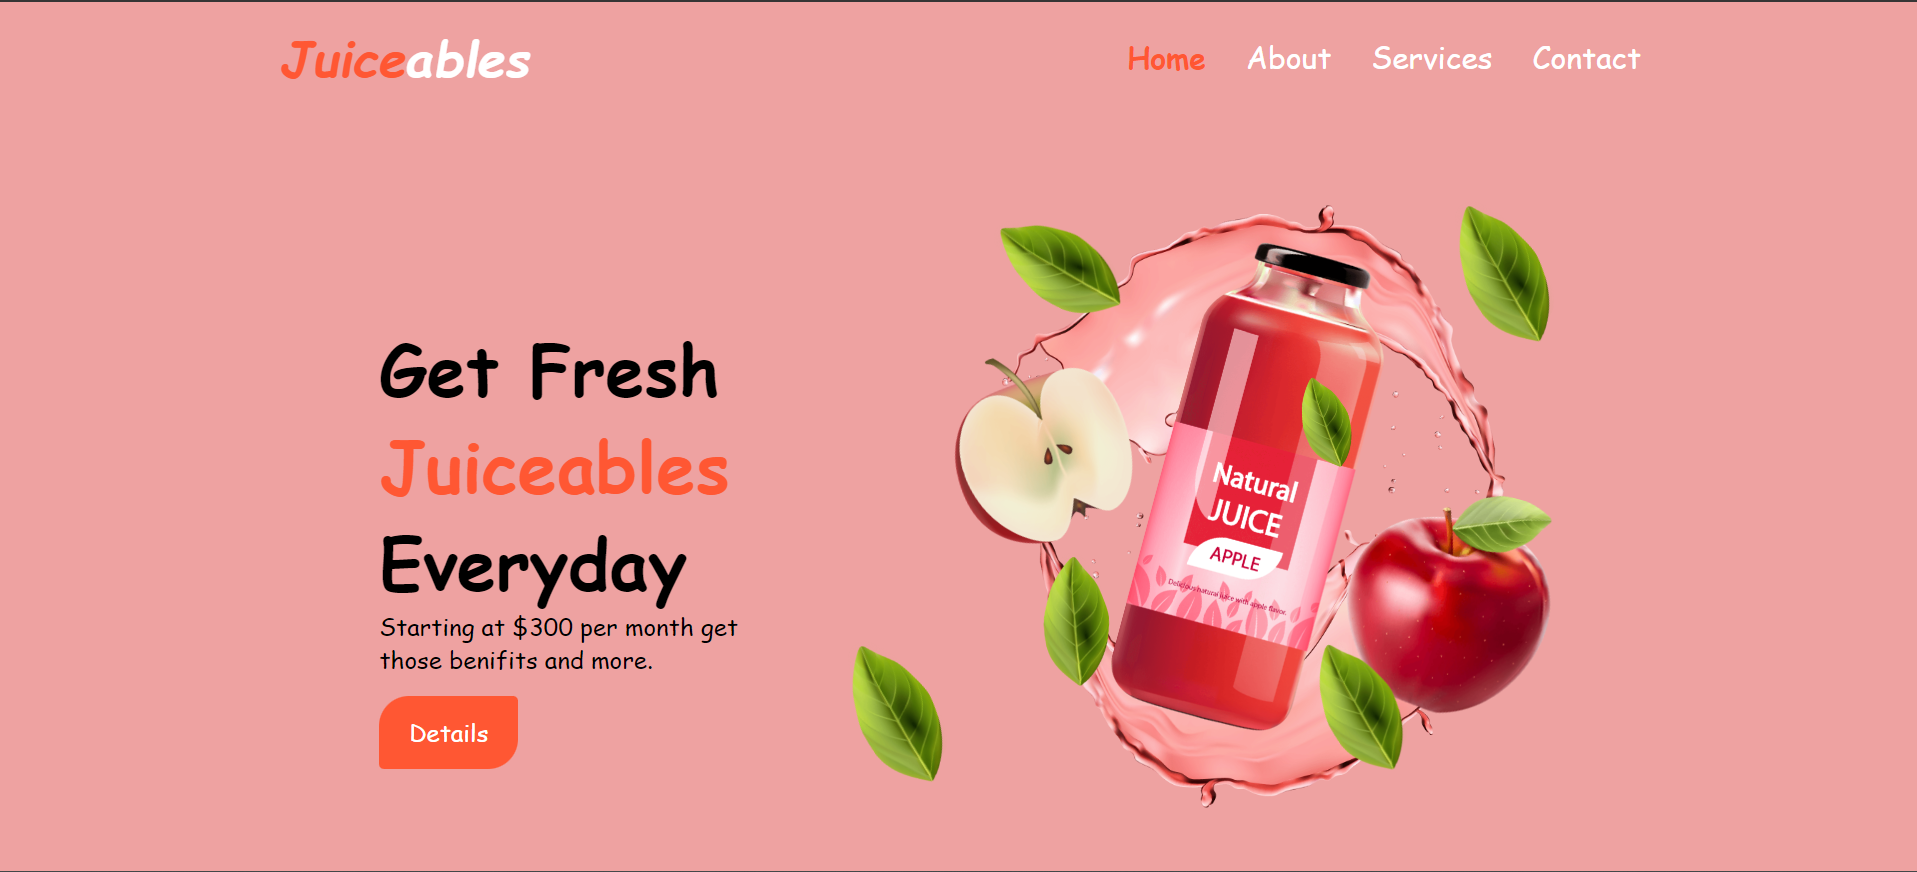 Juiceables
Home About Services Contact
Get Fresh
Juiceables
Everyday
Starting at $300 per month get
those benifits and more.
Details
Natural
JUICE
APPLE
Delicious natural juice with apple flavor.